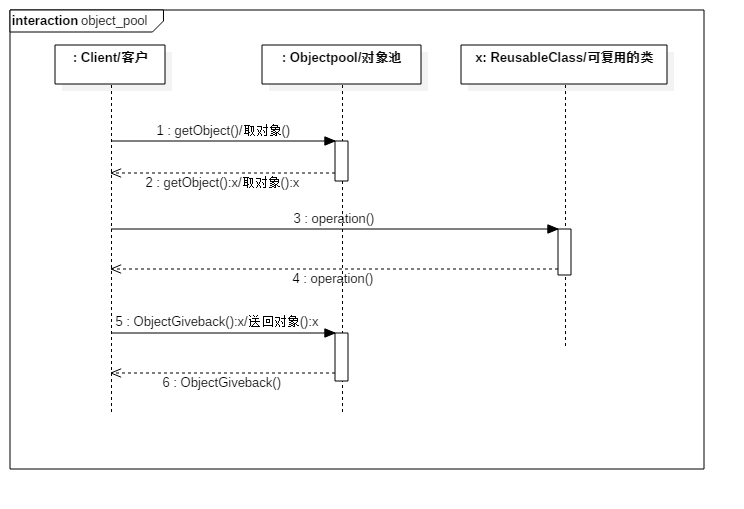 interaction object_pool
: Client/客户
: Objectpool/对象池
x: ReusableClass/可复用的类
1 : getObject()/取对象()
2 : getObject():x/取对象():x
3 : operation()
4 : operation()
5 : ObjectGiveback():x/送回对象():x
6 : ObjectGiveback()